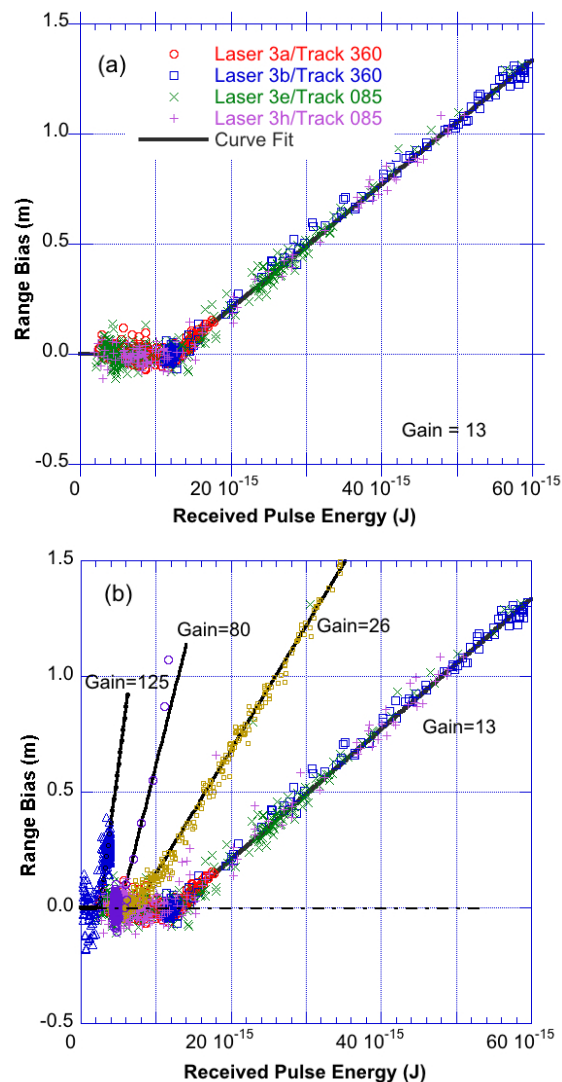 1.5
(a)
Laser 3a/Track 360
Laser 3b/Track 360
Laser 3e/Track 085
Laser 3h/Track 085
Curve Fit
1.0
0.5
0.0
-0.5
Range Bias (m)
Gain = 13
0 20 10-15 40 10-15 60 10-15
Received Pulse Energy (J)
1.5
(b)
Gain=80
Gain=26
Gain=125
1.0
Gain=13
0.5
0.0
-0.5
Range Bias (m)
0 20 10-15 40 10-15 60 10-15
Received Pulse Energy (J)